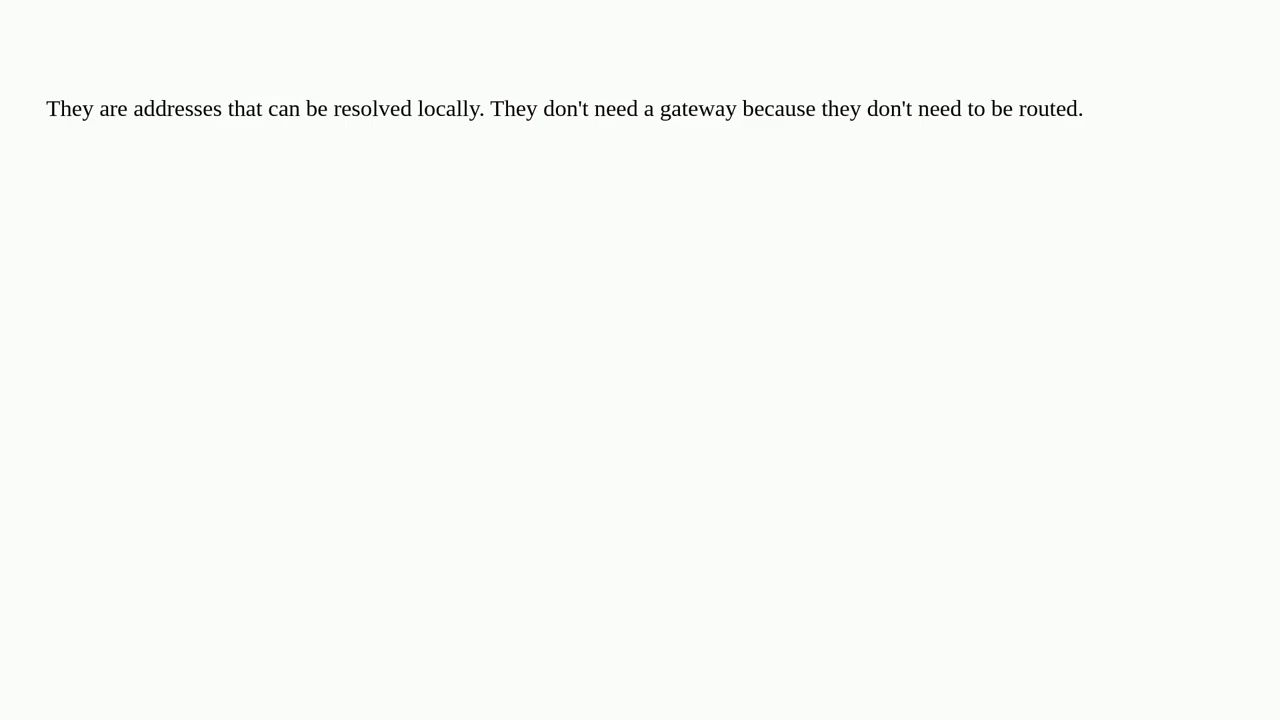 They are addresses that can be resolved locally. They don't need a gateway because they don't need to be routed.